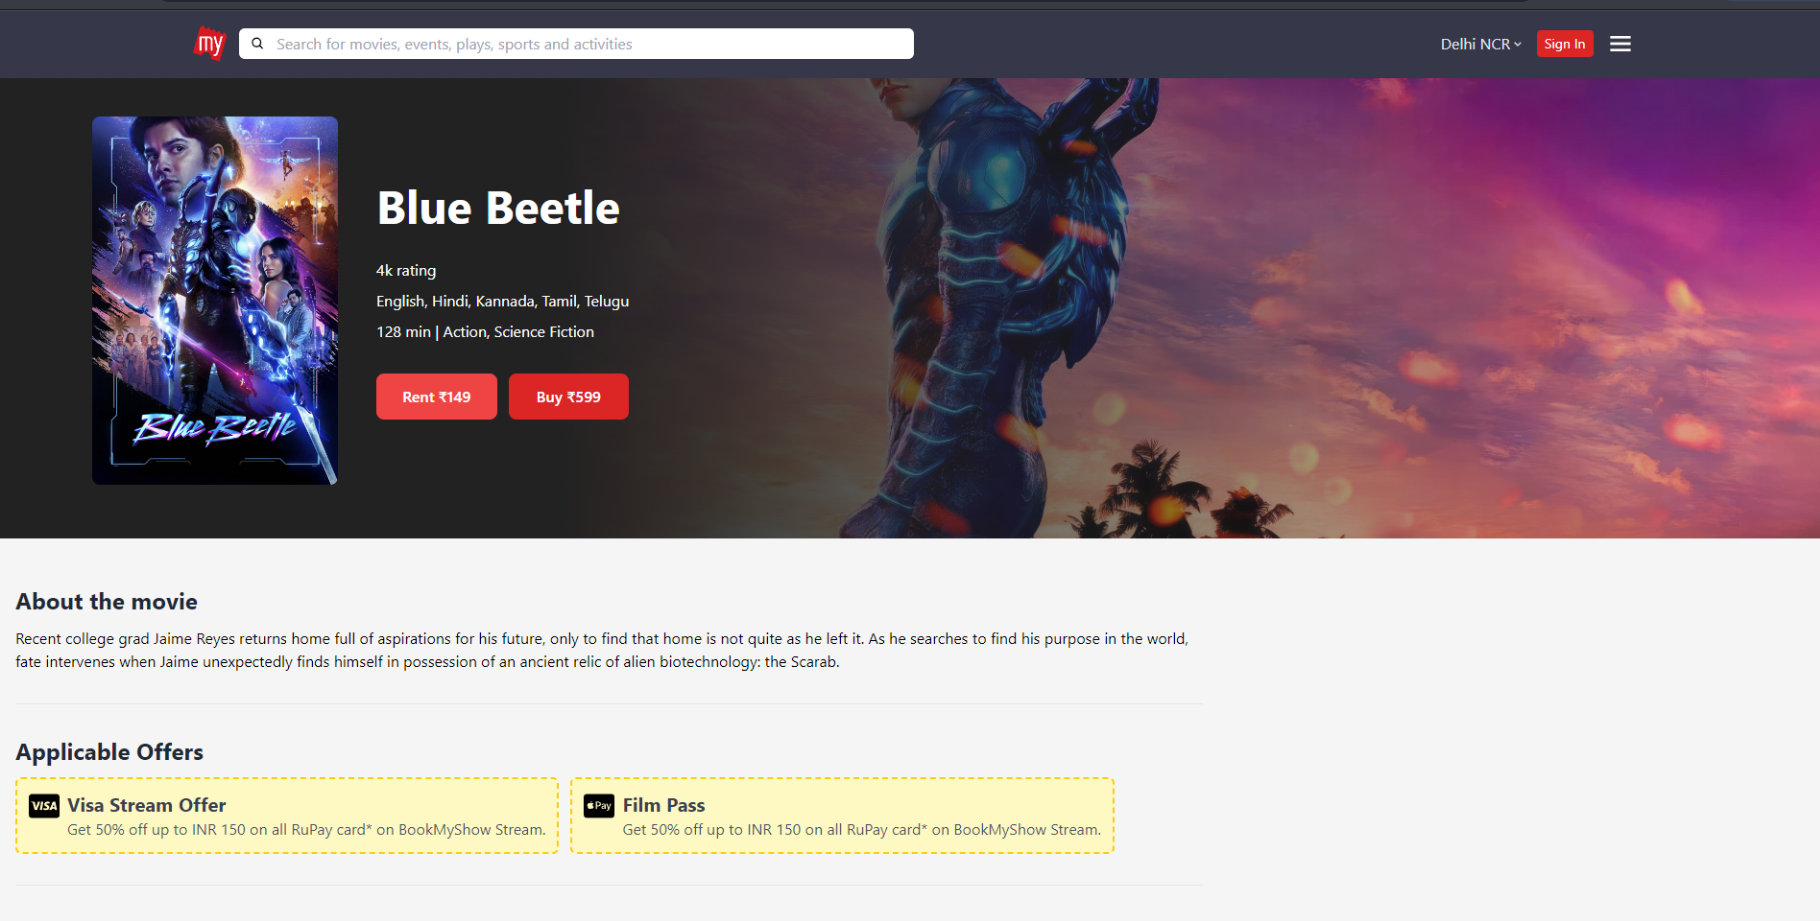 my
Search for movies, events, plays, sports and activities
Delhi NCR
Sign In
Blue Beetle
Blue Beetle
4k rating
English, Hindi, Kannada, Tamil, Telugu
128 min | Action, Science Fiction
Rent ₹149
Buy ₹599
About the movie
Recent college grad Jaime Reyes returns home full of aspirations for his future, only to find that home is not quite as he left it. As he searches to find his purpose in the world,
fate intervenes when Jaime unexpectedly finds himself in possession of an ancient relic of alien biotechnology: the Scarab.
Applicable Offers
VISA
Visa Stream Offer
Get 50% off up to INR 150 on all RuPay card* on BookMyShow Stream.
Pay
Film Pass
Get 50% off up to INR 150 on all RuPay card* on BookMyShow Stream.